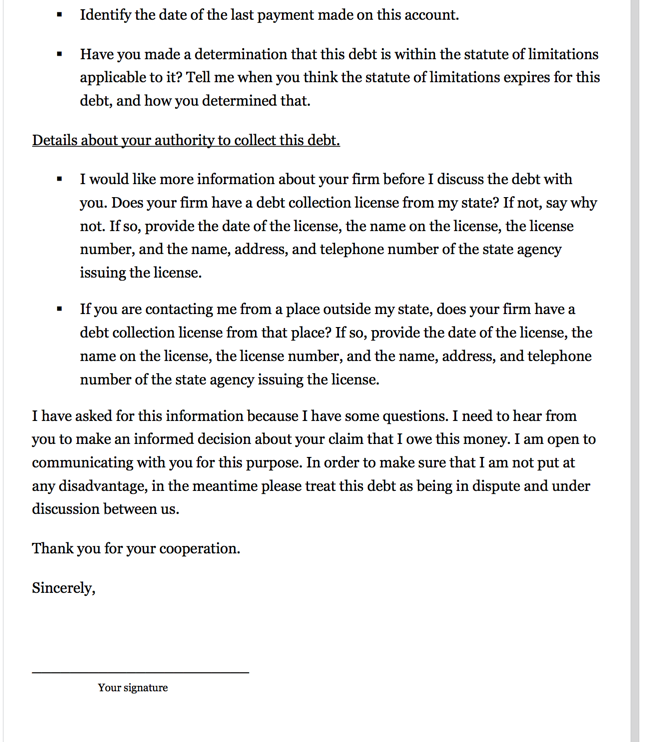 ▪ Identify the date of the last payment made on this account.
▪ Have you made a determination that this debt is within the statute of limitations
applicable to it? Tell me when you think the statute of limitations expires for this
debt, and how you determined that.
Details about your authority to collect this debt.
▪ I would like more information about your firm before I discuss the debt with
you. Does your firm have a debt collection license from my state? If not, say why
not. If so, provide the date of the license, the name on the license, the license
number, and the name, address, and telephone number of the state agency
issuing the license.
▪ If you are contacting me from a place outside my state, does your firm have a
debt collection license from that place? If so, provide the date of the license, the
name on the license, the license number, and the name, address, and telephone
number of the state agency issuing the license.
I have asked for this information because I have some questions. I need to hear from
you to make an informed decision about your claim that I owe this money. I am open to
communicating with you for this purpose. In order to make sure that I am not put at
any disadvantage, in the meantime please treat this debt as being in dispute and under
discussion between us.
Thank you for your cooperation.
Sincerely,
Your signature